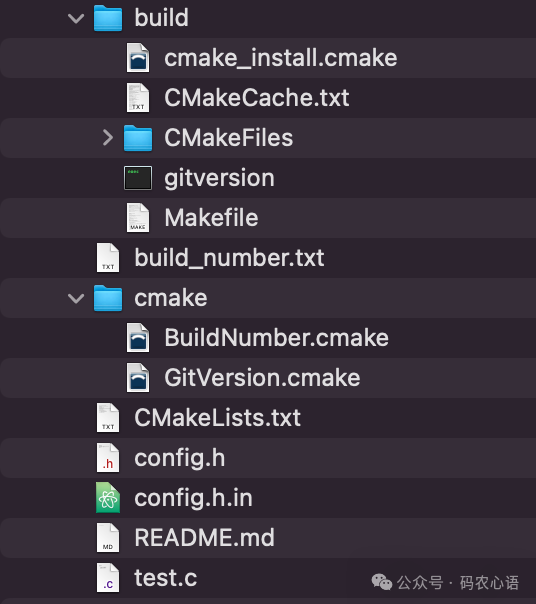 build
cmake_install.cmake
TXT
CMakeCache.txt
CMakeFiles
gitversion
MAKE
Makefile
TXT
build_number.txt
cmake
BuildNumber.cmake
GitVersion.cmake
TXT
CMakeLists.txt
.h
config.h
config.h.in
MD
README.md
.c
test.c
公众号 · 码农心语